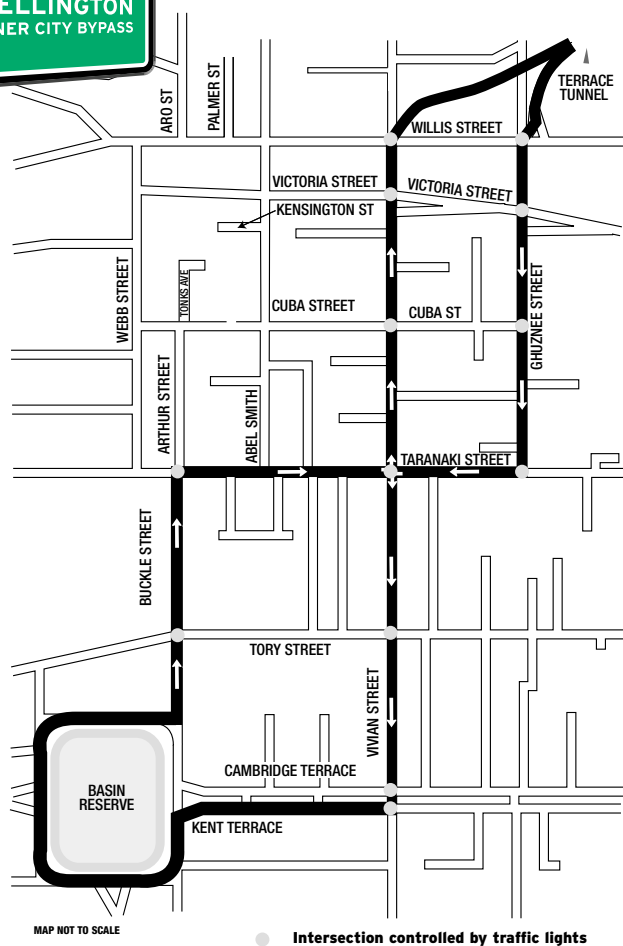 ELLINGTON
NER CITY BYPASS
TERRACE
TUNNEL
ARO ST
PALMER ST
WILLIS STREET
VICTORIA STREET
VICTORIA STREET
KENSINGTON ST
WEBB STREET
TONKS AVE
CUBA STREET
CUBA ST
GHUZNEE STREET
ARTHUR STREET
ABEL SMITH
TARANAKI STREET
BUCKLE STREET
TORY STREET
VIVIAN STREET
CAMBRIDGE TERRACE
BASIN
RESERVE
KENT TERRACE
MAP NOT TO SCALE
Intersection controlled by traffic lights